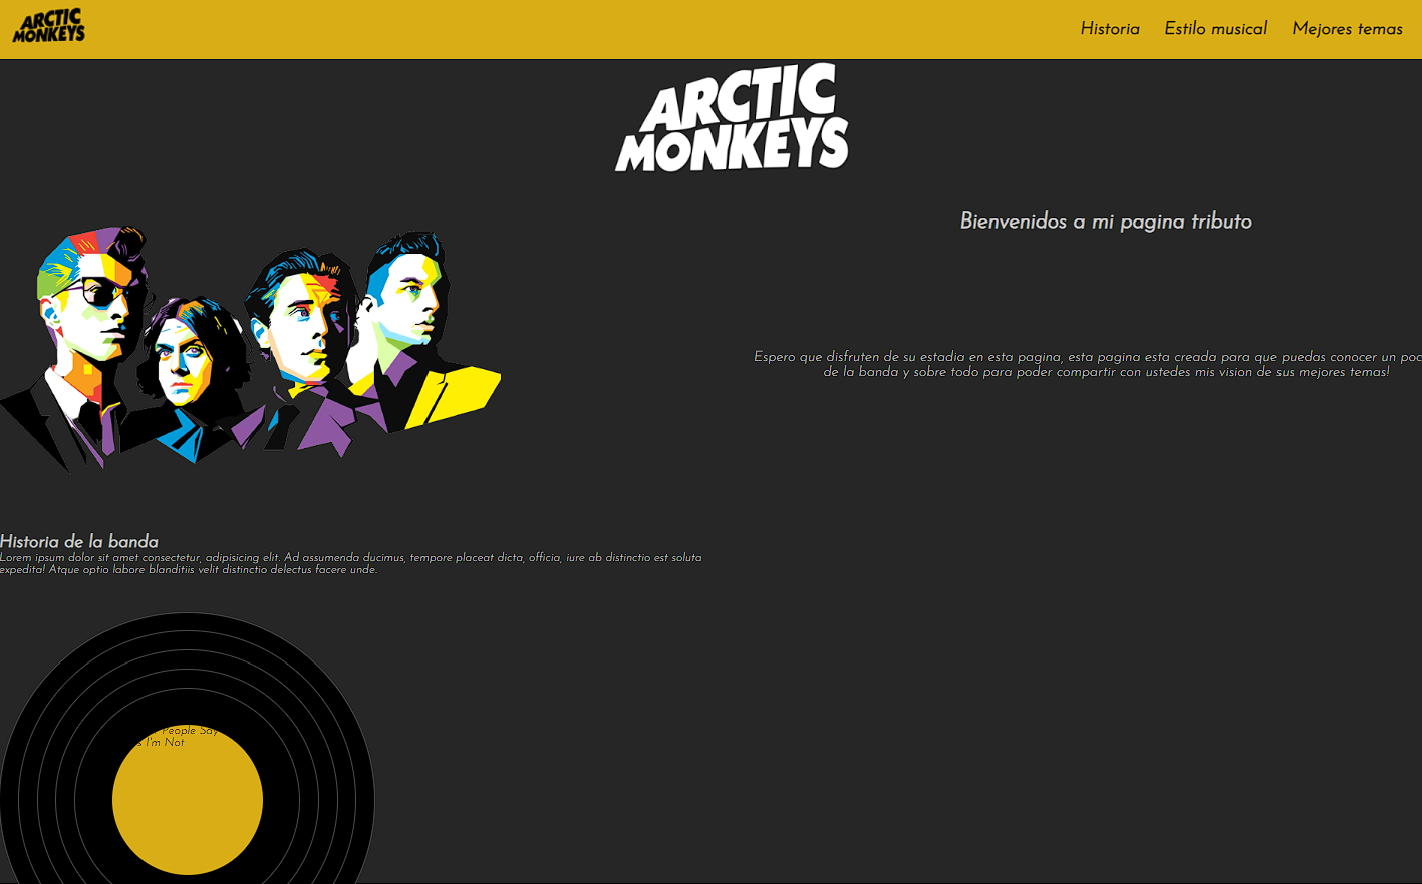 ARCTIC
MONKEYS
Historia Estilo musical Mejores temas
ARCTIC
MONKEYS
Bienvenidos a mi pagina tributo
Espero que disfruten de su estadia en esta pagina, esta pagina esta creada para que puedas conocer un poc
de la banda y sobre todo para poder compartir con ustedes mis vision de sus mejores temas!
Historia de la banda
Lorem ipsum dolor sit amet consectetur, adipisicing elit. Ad assumenda ducimus, tempore placeat dicta, officia, iure ab distinctio est soluta
expedita! Atque optio labore blanditiis velit distinctio delectus facere unde.
People Say
I'm Not